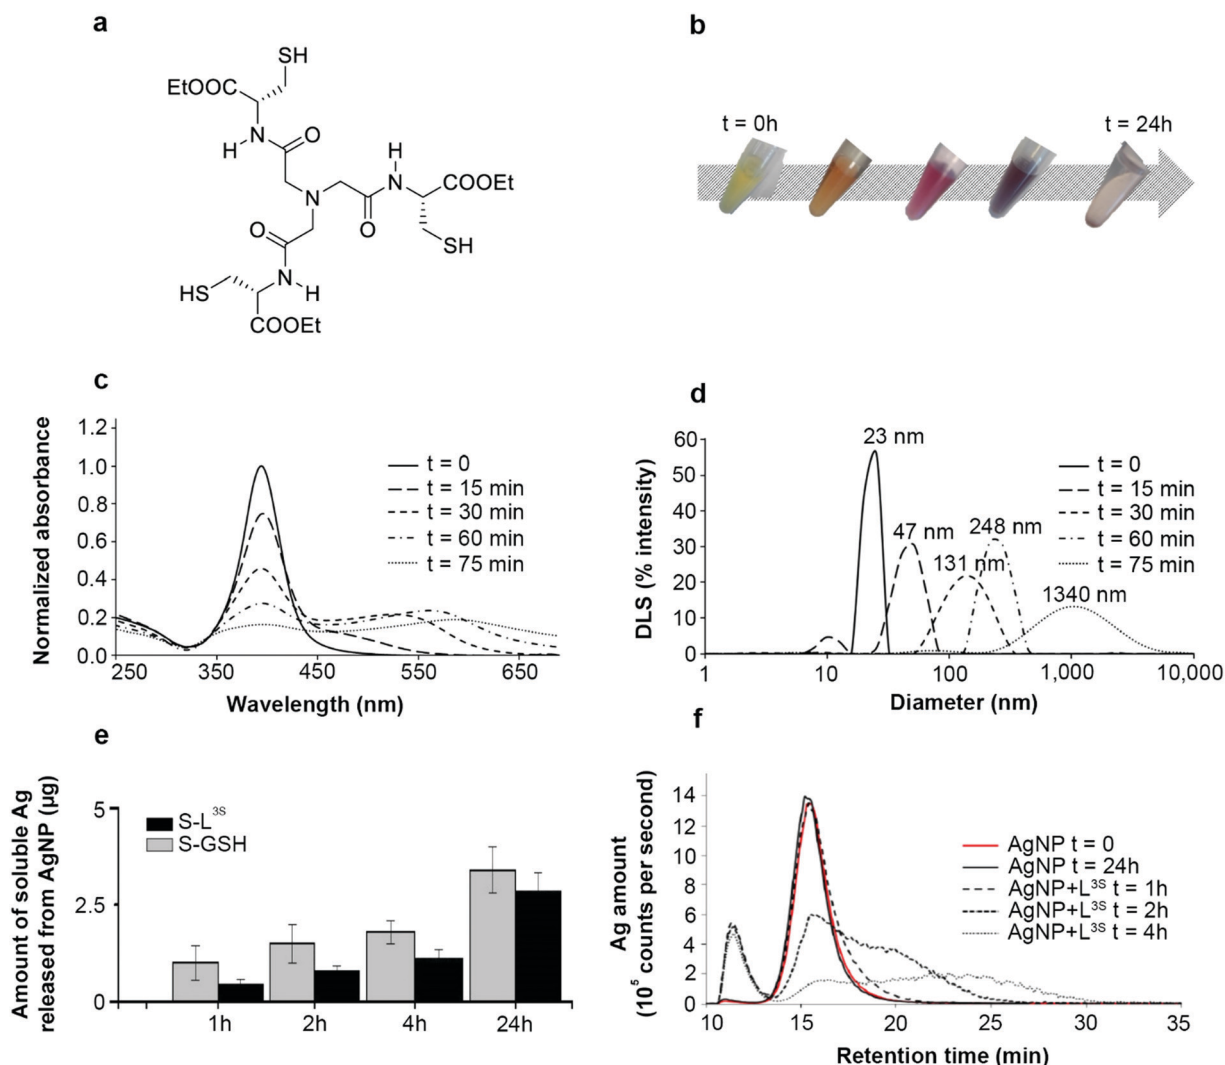 a
SH
EtOOC
N
H
O
H
N
N
COOEt
O
O
SH
HS
N
H
COOEt
b
t = 0h
t = 24h
c
Normalized absorbance
1.2
1.0
0.8
0.6
0.4
0.2
0.0
250 350 450 550 650
Wavelength (nm)
t = 0
t = 15 min
t = 30 min
t = 60 min
t = 75 min
d
DLS (% intensity)
60
50
40
30
20
10
0
1 10 100 1,000 10,000
Diameter (nm)
23 nm
47 nm
131 nm
248 nm
1340 nm
t = 0
t = 15 min
t = 30 min
t = 60 min
t = 75 min
e
Amount of soluble Ag
released from AgNP (µg)
5
2.5
0
S-L³ˢ
S-GSH
1h 2h 4h 24h
f
Ag amount
(10⁵ counts per second)
14
12
10
8
6
4
2
0
10 15 20 25 30 35
Retention time (min)
AgNP t = 0
AgNP t = 24h
AgNP+L³ˢ t = 1h
AgNP+L³ˢ t = 2h
AgNP+L³ˢ t = 4h